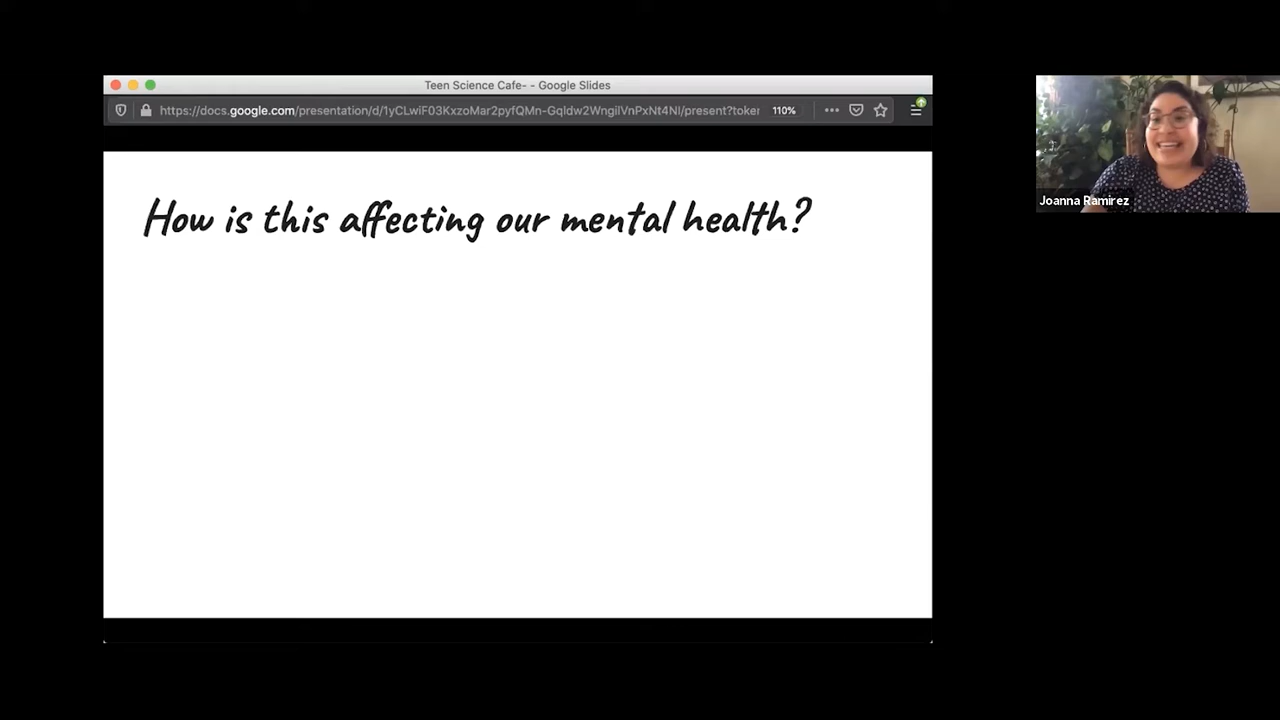 Teen Science Cafe- - Google Slides
https://docs.google.com/presentation/d/1yCLwiF03KxzoMar2pyfQMn-Gqldw2WngilVnPxNt4NI/present?token 110%
How is this affecting our mental health?
Joanna Ramirez